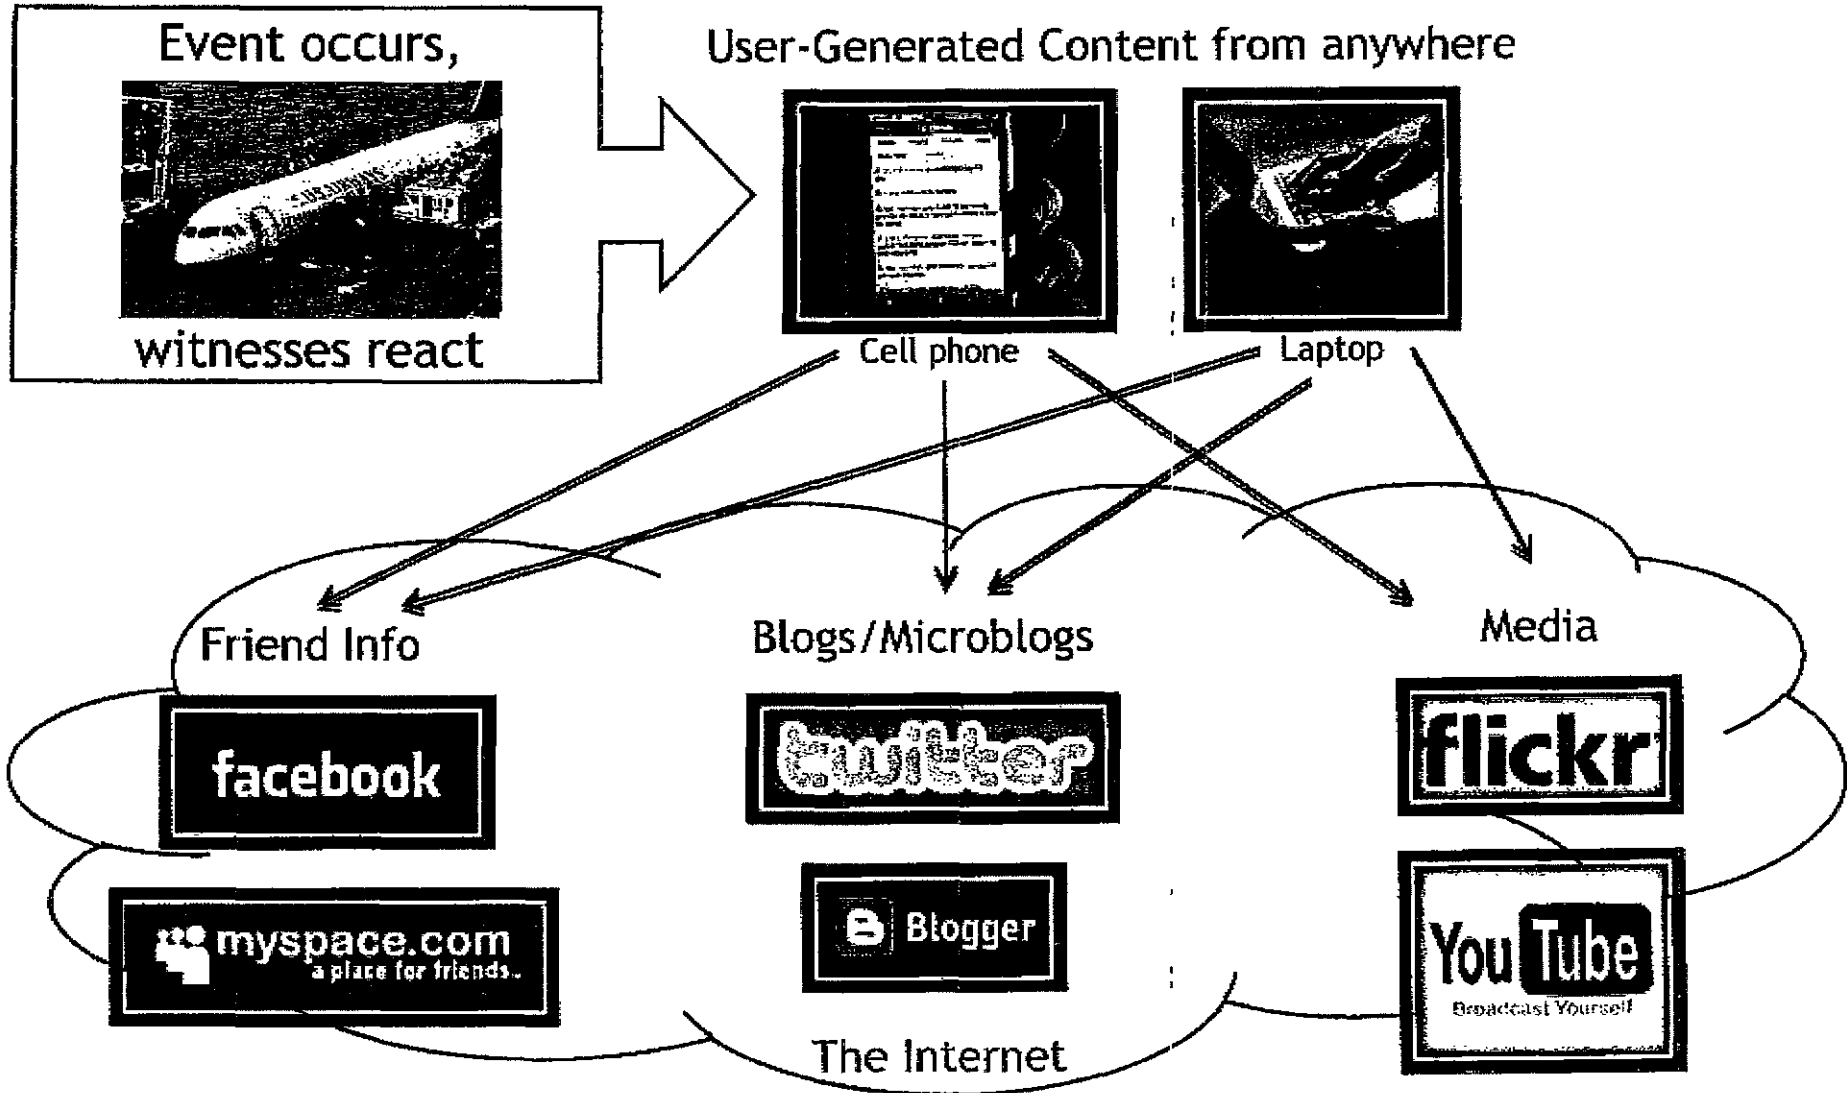 Event occurs,
witnesses react
User-Generated Content from anywhere
Cell phone
Laptop
Friend Info
Blogs/Microblogs
Media
facebook
twitter
flickr
myspace.com
a place for friends
Blogger
You Tube
Broadcast Yourself
The Internet